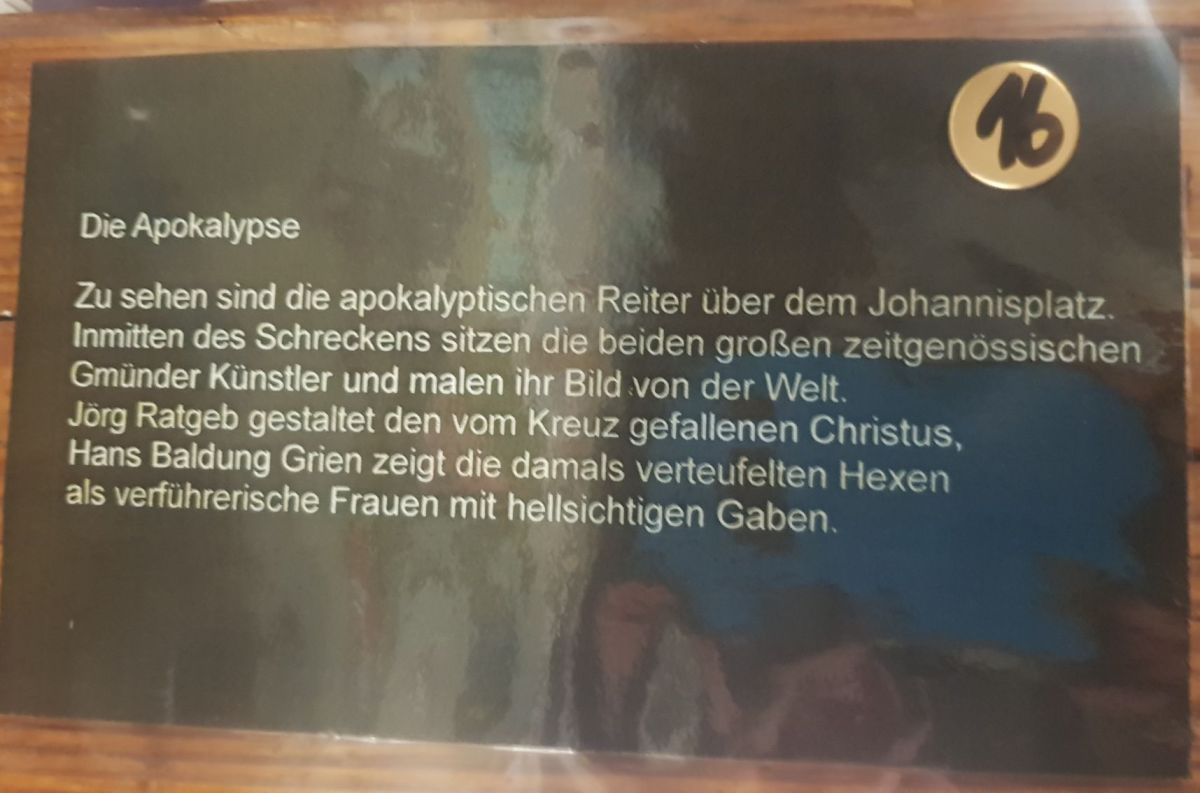 16
Die Apokalypse
Zu sehen sind die apokalyptischen Reiter über dem Johannisplatz.
Inmitten des Schreckens sitzen die beiden großen zeitgenössischen
Gmünder Künstler und malen ihr Bild von der Welt.
Jörg Ratgeb gestaltet den vom Kreuz gefallenen Christus,
Hans Baldung Grien zeigt die damals verteufelten Hexen
als verführerische Frauen mit hellsichtigen Gaben.